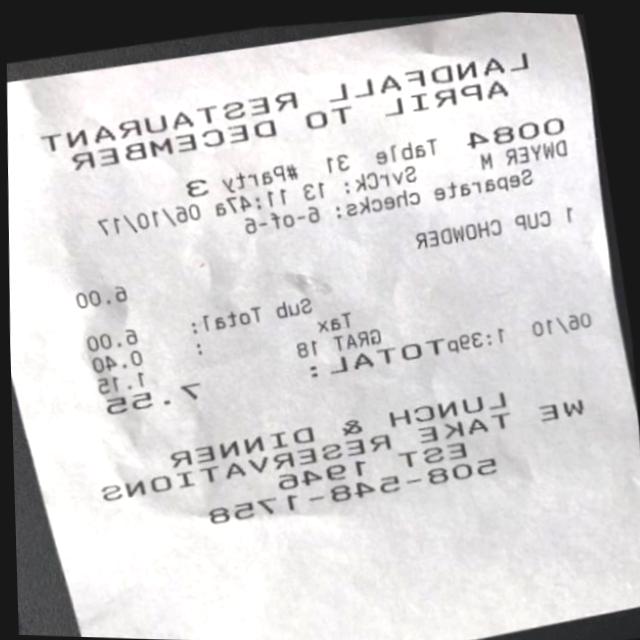 LANDFALL RESTAURANT
APRIL TO DECEMBER
0084 Table 31 #Party 3
DWYER M SvrCk: 13 11:47a 06/10/17
Separate checks: 6-of-6
1 CUP CHOWDER 6.00
Sub Total: 6.00
Tax : 0.40
GRAT 18 1.15
06/10 1:39pTOTAL: 7.55
LUNCH & DINNER
WE TAKE RESERVATIONS
EST 1946
508-548-1758